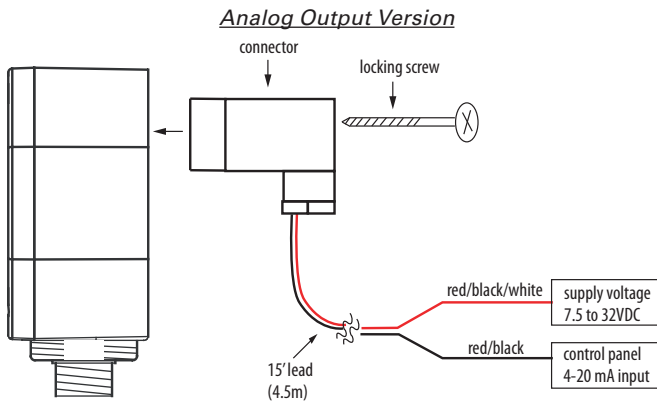 Analog Output Version
connector
locking screw
red/black/white
supply voltage
7.5 to 32VDC
red/black
control panel
4-20 mA input
15' lead
(4.5m)